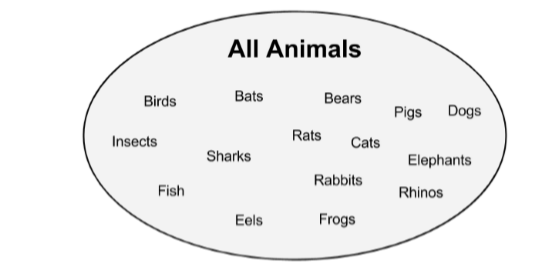 All Animals
Birds
Bats
Bears
Pigs
Dogs
Insects
Rats
Cats
Sharks
Elephants
Fish
Rabbits
Rhinos
Eels
Frogs